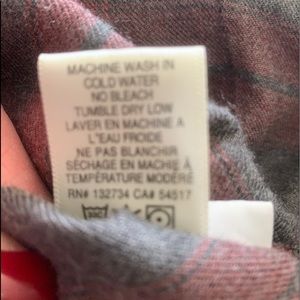 MACHINE WASH IN
COLD WATER
NO BLEACH
TUMBLE DRY LOW
LAVER EN MACHINE A
L"EAU FROIDE
NE PAS BLANCHIR
SÉCHAGE EN MACHIE À
TEMPÉRATURE MODÉRÉ
RN# 132734 CA# 54517